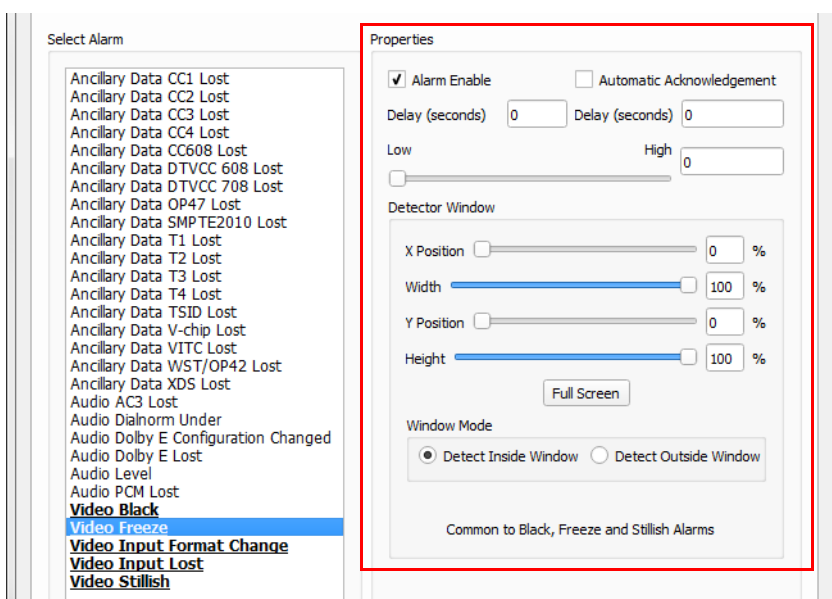 Select Alarm
Ancillary Data CC1 Lost
Ancillary Data CC2 Lost
Ancillary Data CC3 Lost
Ancillary Data CC4 Lost
Ancillary Data CC608 Lost
Ancillary Data DTVCC 608 Lost
Ancillary Data DTVCC 708 Lost
Ancillary Data OP47 Lost
Ancillary Data SMPTE2010 Lost
Ancillary Data T1 Lost
Ancillary Data T2 Lost
Ancillary Data T3 Lost
Ancillary Data T4 Lost
Ancillary Data TSID Lost
Ancillary Data V-chip Lost
Ancillary Data VITC Lost
Ancillary Data WST/OP42 Lost
Ancillary Data XDS Lost
Audio AC3 Lost
Audio Dialnorm Under
Audio Dolby E Configuration Changed
Audio Dolby E Lost
Audio Level
Audio PCM Lost
Video Black
Video Freeze
Video Input Format Change
Video Input Lost
Video Stillish
Properties
Alarm Enable Automatic Acknowledgement
Delay (seconds) 0 Delay (seconds) 0
Low High 0
Detector Window
X Position 0 %
Width 100 %
Y Position 0 %
Height 100 %
Full Screen
Window Mode
Detect Inside Window Detect Outside Window
Common to Black, Freeze and Stillish Alarms